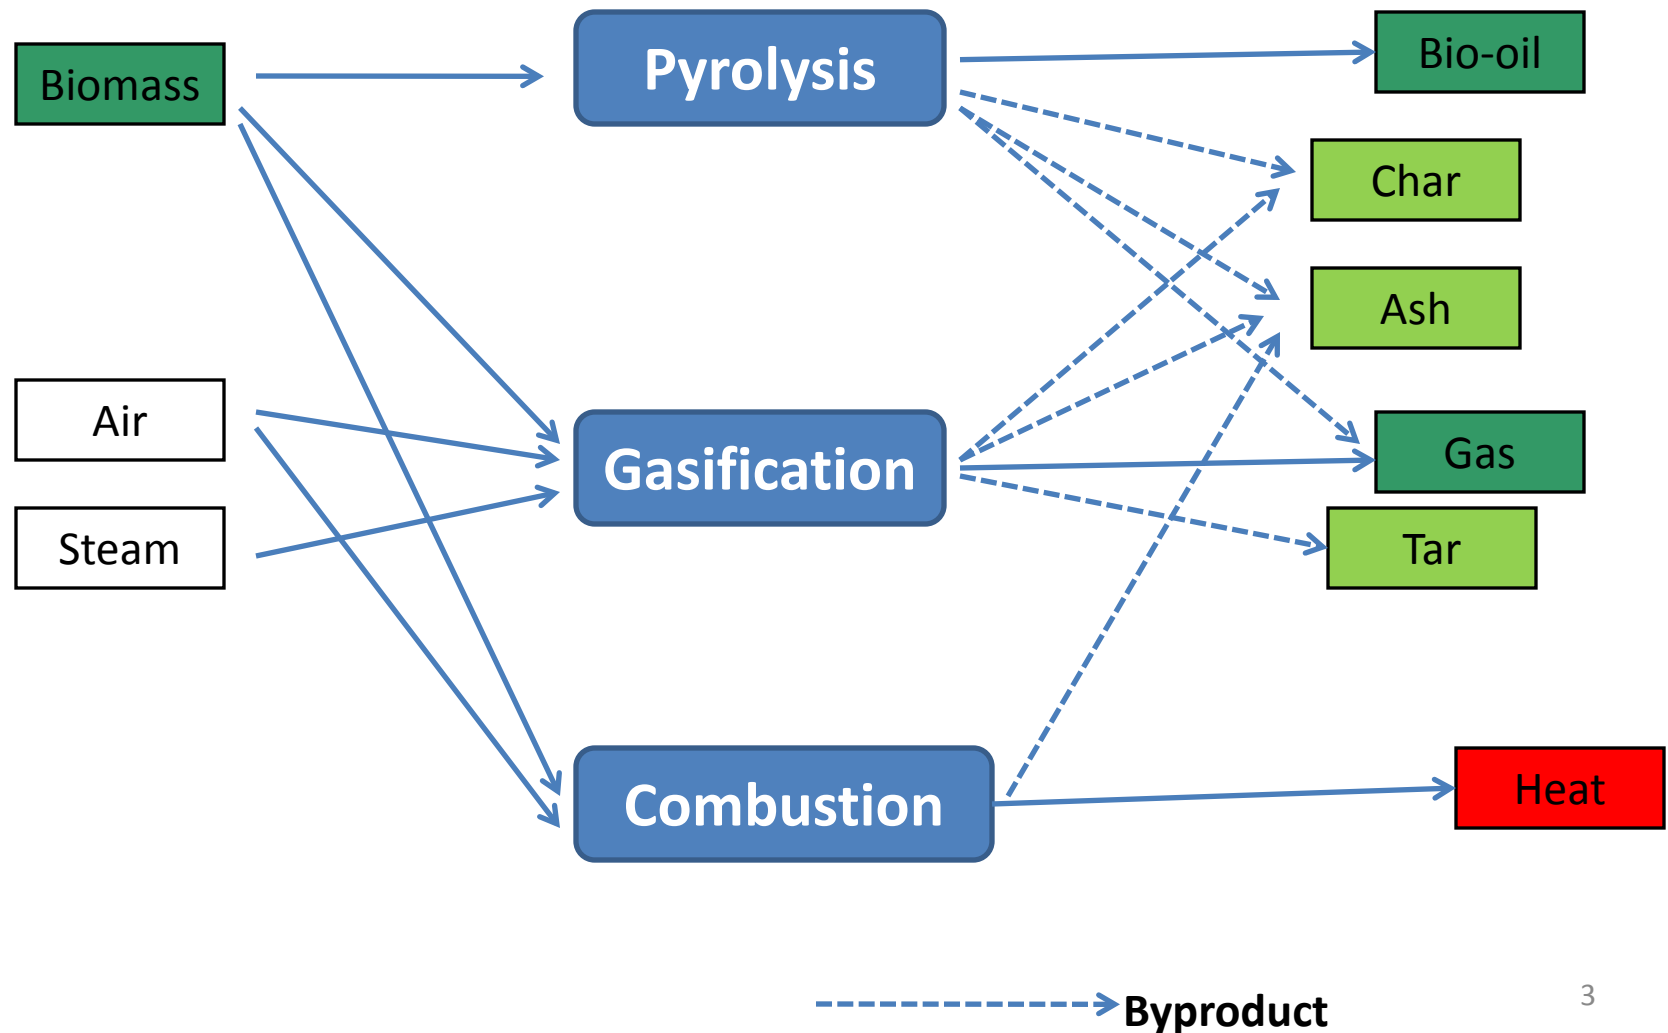 Biomass
Air
Steam
Pyrolysis
Gasification
Combustion
Bio-oil
Char
Ash
Gas
Tar
Heat
Byproduct
3